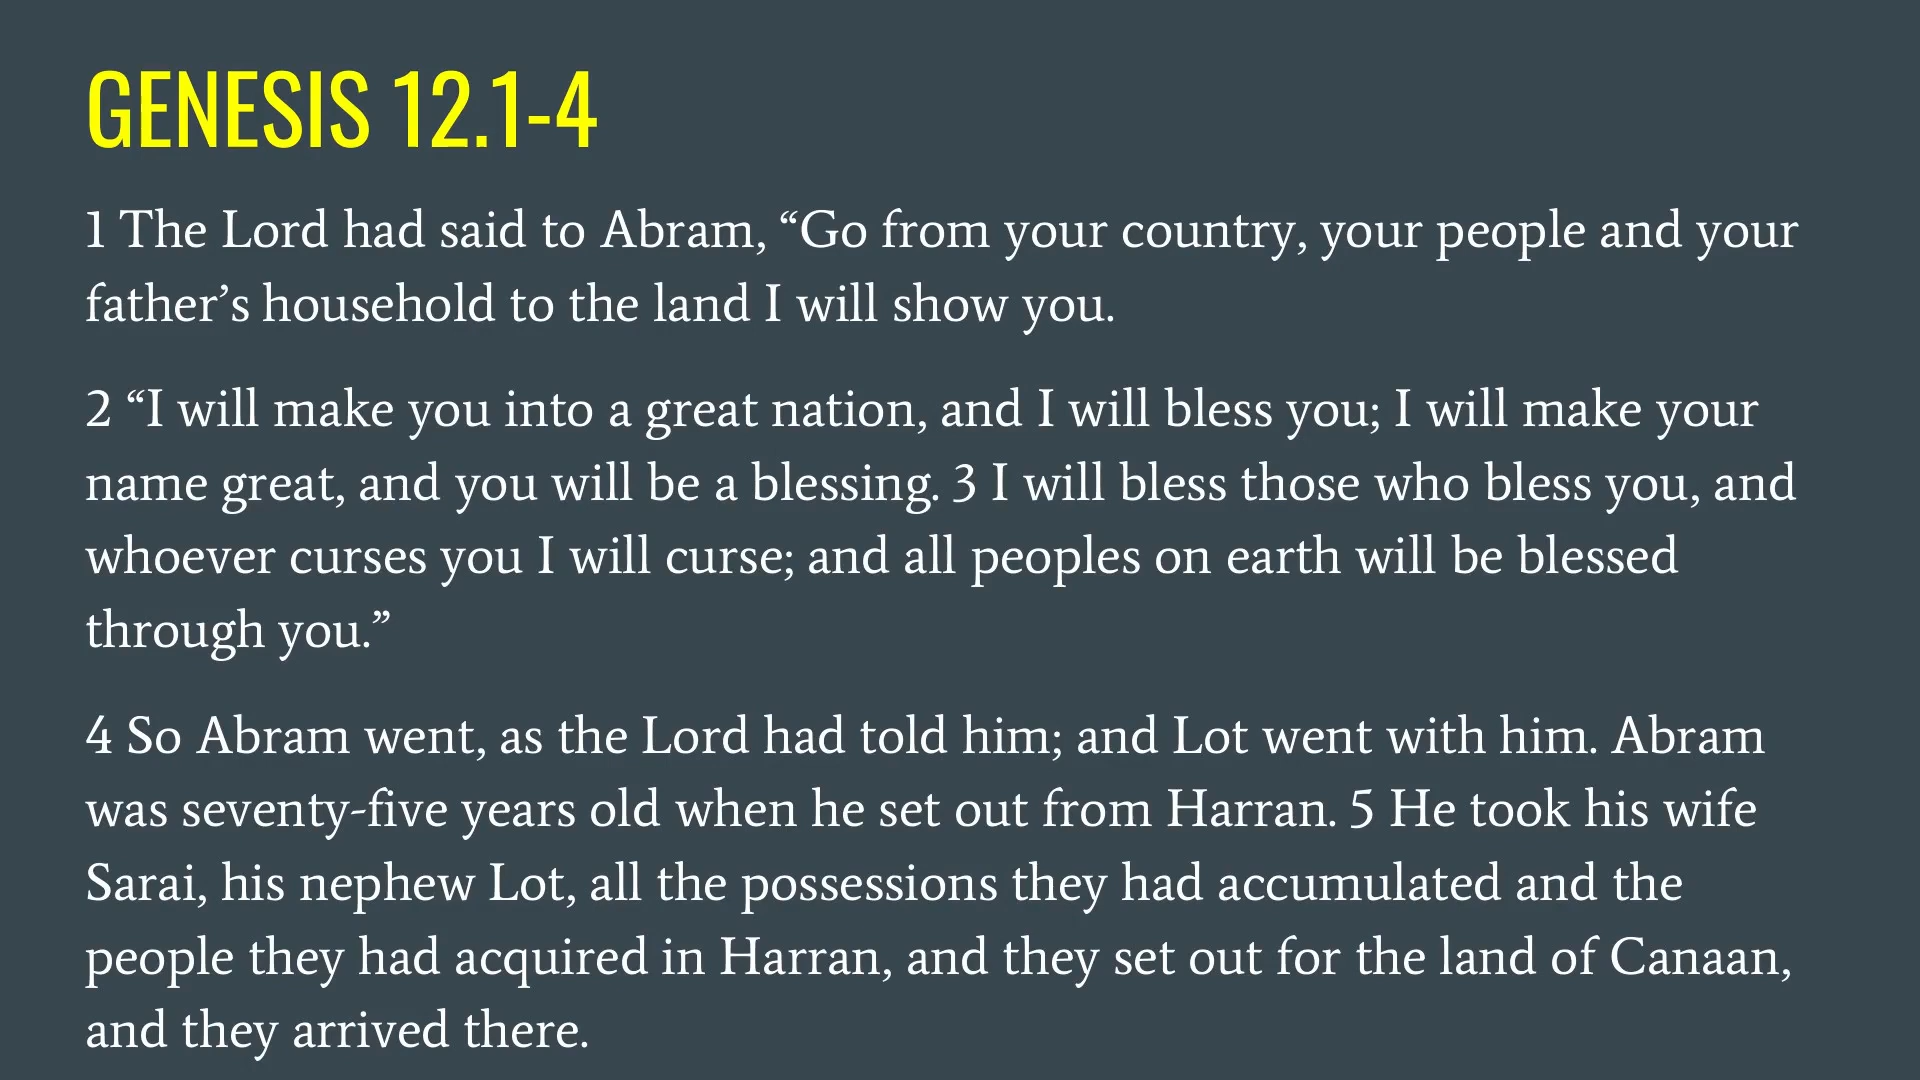 GENESIS 12.1-4
1 The Lord had said to Abram, “Go from your country, your people and your
father’s household to the land I will show you.
2 “I will make you into a great nation, and I will bless you; I will make your
name great, and you will be a blessing. 3 I will bless those who bless you, and
whoever curses you I will curse; and all peoples on earth will be blessed
through you.”
4 So Abram went, as the Lord had told him; and Lot went with him. Abram
was seventy-five years old when he set out from Harran. 5 He took his wife
Sarai, his nephew Lot, all the possessions they had accumulated and the
people they had acquired in Harran, and they set out for the land of Canaan,
and they arrived there.